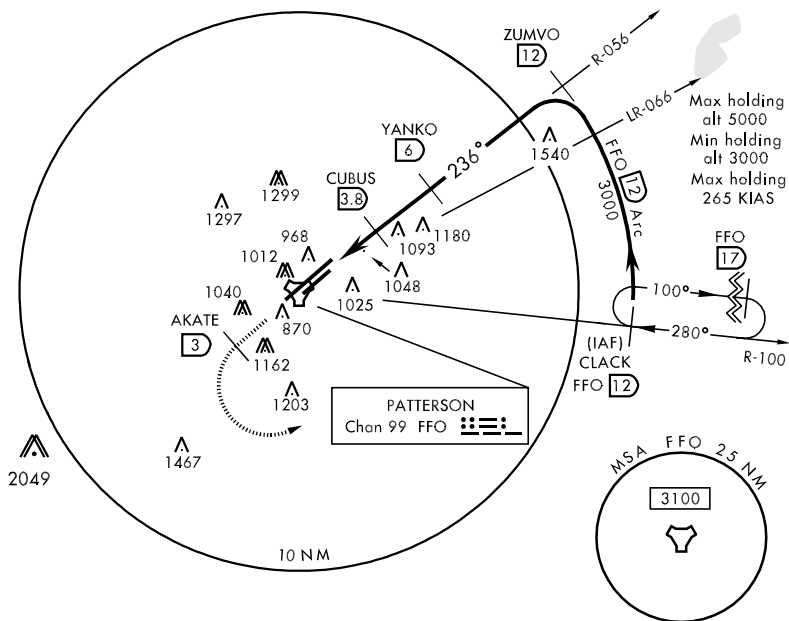 ZUMVO
12
R-056
LR-066
Max holding
alt 5000
Min holding
alt 3000
Max holding
265 KIAS
YANKO
6
236°
1540
FFO 12 Arc
3000
CUBUS
3.8
1299
1297
968
1180
1093
1012
1048
FFO
17
1040
1025
100°
AKATE
3
870
280°
R-100
(IAF)
CLACK
FFO 12
1162
1203
PATTERSON
Chan 99 FFO
1467
2049
10 NM
MSA FFO 25 NM
3100